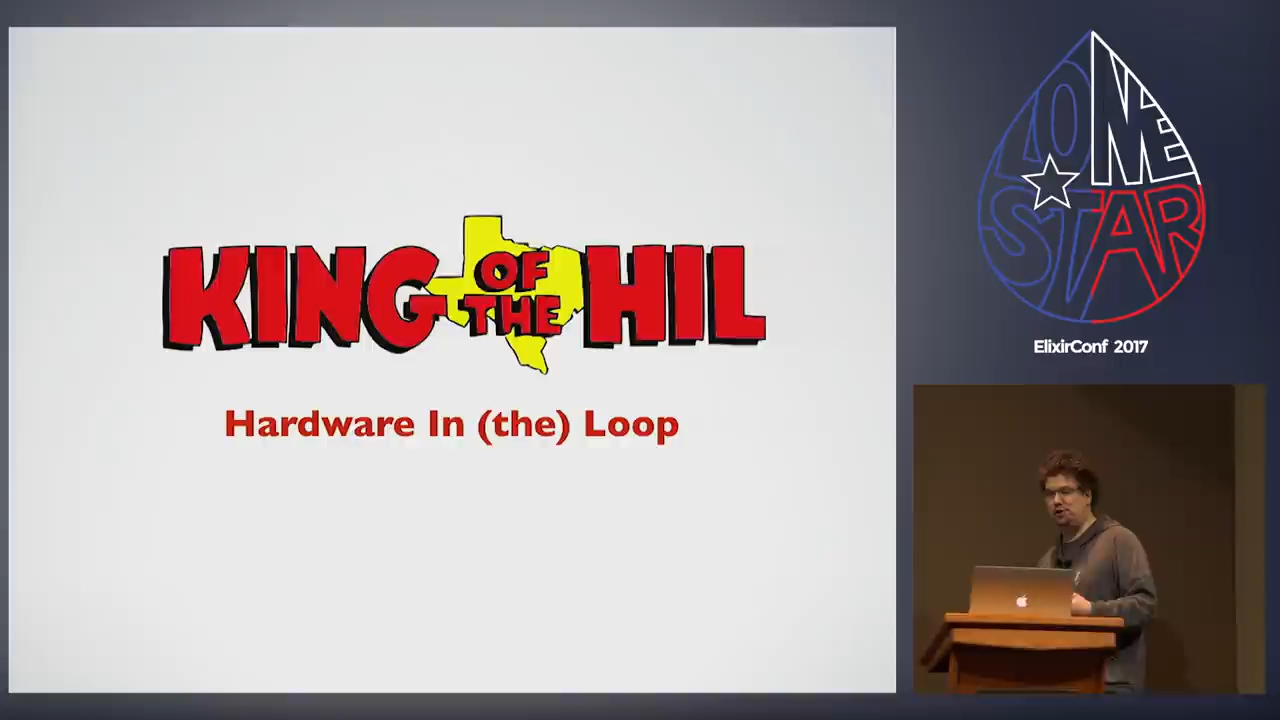 KING OF THE HIL
Hardware In (the) Loop
LONE
STAR
ElixirConf 2017